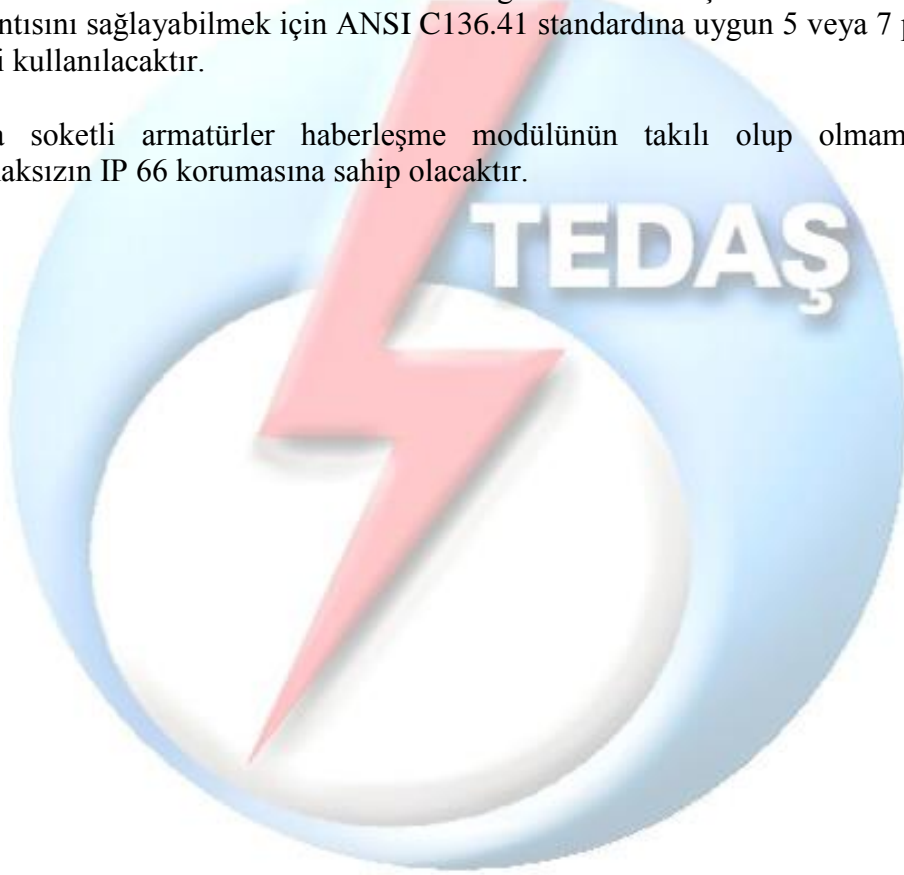 ntısını sağlayabilmek için ANSI C136.41 standardına uygun 5 veya 7 p
i kullanılacaktır.
a soketli armatürler haberleşme modülünün takılı olup olmam
aksızın IP 66 korumasına sahip olacaktır.
TEDAŞ